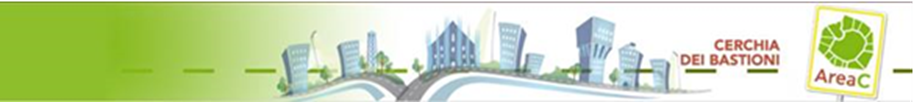 CERCHIA
DEI BASTIONI
AreaC